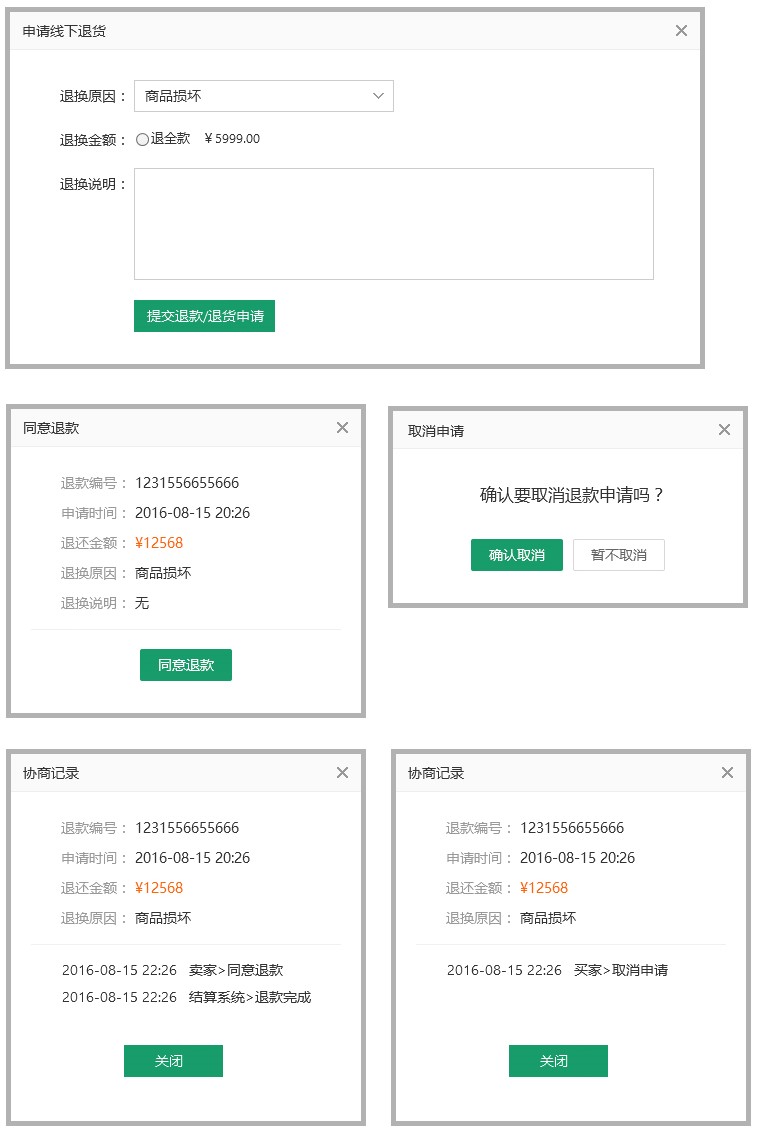 申请线下退货
退换原因： 商品损坏
退换金额： 退全款 ¥ 5999.00
退换说明：
提交退款/退货申请
同意退款
退款编号： 1231556655666
申请时间： 2016-08-15 20:26
退还金额： ¥12568
退换原因： 商品损坏
退换说明： 无
同意退款
取消申请
确认要取消退款申请吗？
确认取消 暂不取消
协商记录
退款编号： 1231556655666
申请时间： 2016-08-15 20:26
退还金额： ¥12568
退换原因： 商品损坏
2016-08-15 22:26 卖家>同意退款
2016-08-15 22:26 结算系统>退款完成
关闭
协商记录
退款编号： 1231556655666
申请时间： 2016-08-15 20:26
退还金额： ¥12568
退换原因： 商品损坏
2016-08-15 22:26 买家>取消申请
关闭